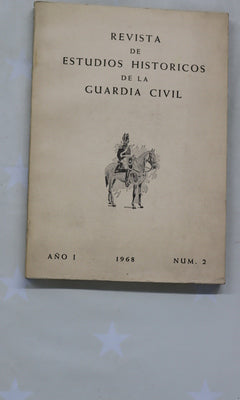 REVISTA
DE
ESTUDIOS HISTORICOS
DE LA
GUARDIA CIVIL
AÑO I 1968 NUM. 2